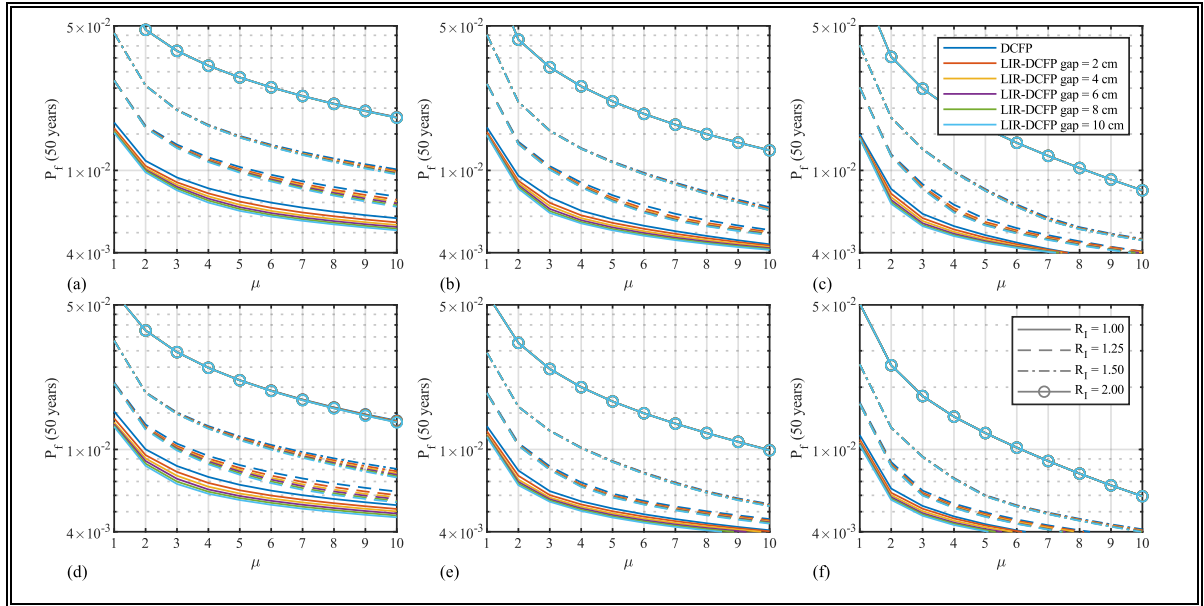 5×10⁻²
1×10⁻²
4×10⁻³
P_f (50 years)
1 2 3 4 5 6 7 8 9 10
(a)
μ
5×10⁻²
1×10⁻²
4×10⁻³
P_f (50 years)
1 2 3 4 5 6 7 8 9 10
(b)
μ
5×10⁻²
1×10⁻²
4×10⁻³
P_f (50 years)
DCFP
LIR-DCFP gap = 2 cm
LIR-DCFP gap = 4 cm
LIR-DCFP gap = 6 cm
LIR-DCFP gap = 8 cm
LIR-DCFP gap = 10 cm
1 2 3 4 5 6 7 8 9 10
(c)
μ
5×10⁻²
1×10⁻²
4×10⁻³
P_f (50 years)
1 2 3 4 5 6 7 8 9 10
(d)
μ
5×10⁻²
1×10⁻²
4×10⁻³
P_f (50 years)
1 2 3 4 5 6 7 8 9 10
(e)
μ
5×10⁻²
1×10⁻²
4×10⁻³
P_f (50 years)
R_I = 1.00
R_I = 1.25
R_I = 1.50
R_I = 2.00
1 2 3 4 5 6 7 8 9 10
(f)
μ